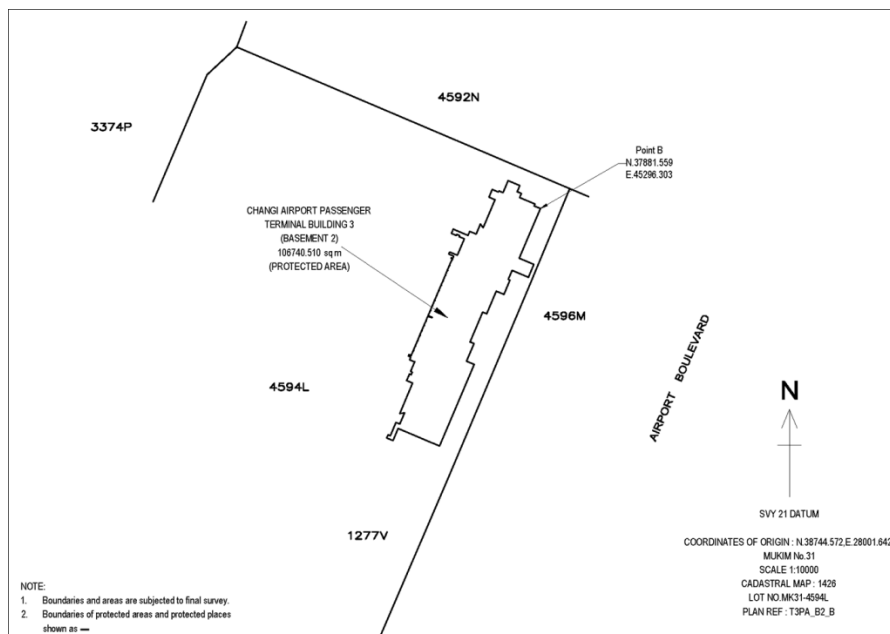 4592N
3374P
Point B
N.37881.559
E.45296.303
CHANGI AIRPORT PASSENGER
TERMINAL BUILDING 3
(BASEMENT 2)
106740.510 sq m
(PROTECTED AREA)
4596M
AIRPORT BOULEVARD
4594L
N
1277V
SVY 21 DATUM
COORDINATES OF ORIGIN : N.38744.572,E.28001.642
MUKIM No.31
SCALE 1:10000
CADASTRAL MAP : 1426
LOT NO.MK31-4594L
PLAN REF : T3PA_B2_B
NOTE:
1. Boundaries and areas are subjected to final survey.
2. Boundaries of protected areas and protected places
shown as —